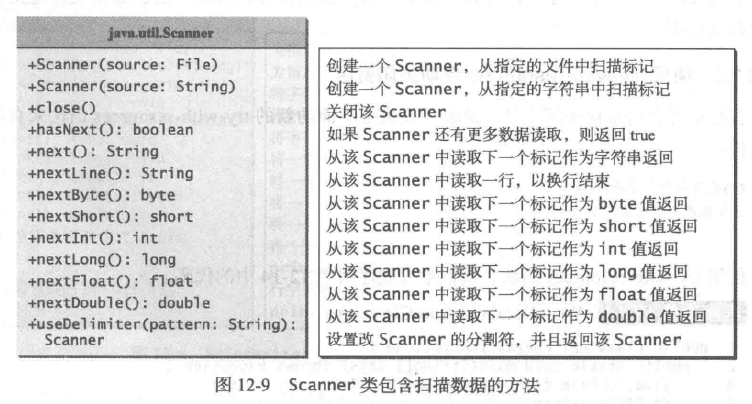 java.util.Scanner
+Scanner(source: File)
+Scanner(source: String)
+close()
+hasNext(): boolean
+next(): String
+nextLine(): String
+nextByte(): byte
+nextShort(): short
+nextInt(): int
+nextLong(): long
+nextFloat(): float
+nextDouble(): double
+useDelimiter(pattern: String):
Scanner
创建一个 Scanner，从指定的文件中扫描标记
创建一个 Scanner，从指定的字符串中扫描标记
关闭该 Scanner
如果 Scanner 还有更多数据读取，则返回 true
从该 Scanner 中读取下一个标记作为字符串返回
从该 Scanner 中读取一行，以换行结束
从该 Scanner 中读取下一个标记作为 byte 值返回
从该 Scanner 中读取下一个标记作为 short 值返回
从该 Scanner 中读取下一个标记作为 int 值返回
从该 Scanner 中读取下一个标记作为 long 值返回
从该 Scanner 中读取下一个标记作为 float 值返回
从该 Scanner 中读取下一个标记作为 double 值返回
设置改 Scanner 的分割符，并且返回该 Scanner
图 12-9 Scanner 类包含扫描数据的方法